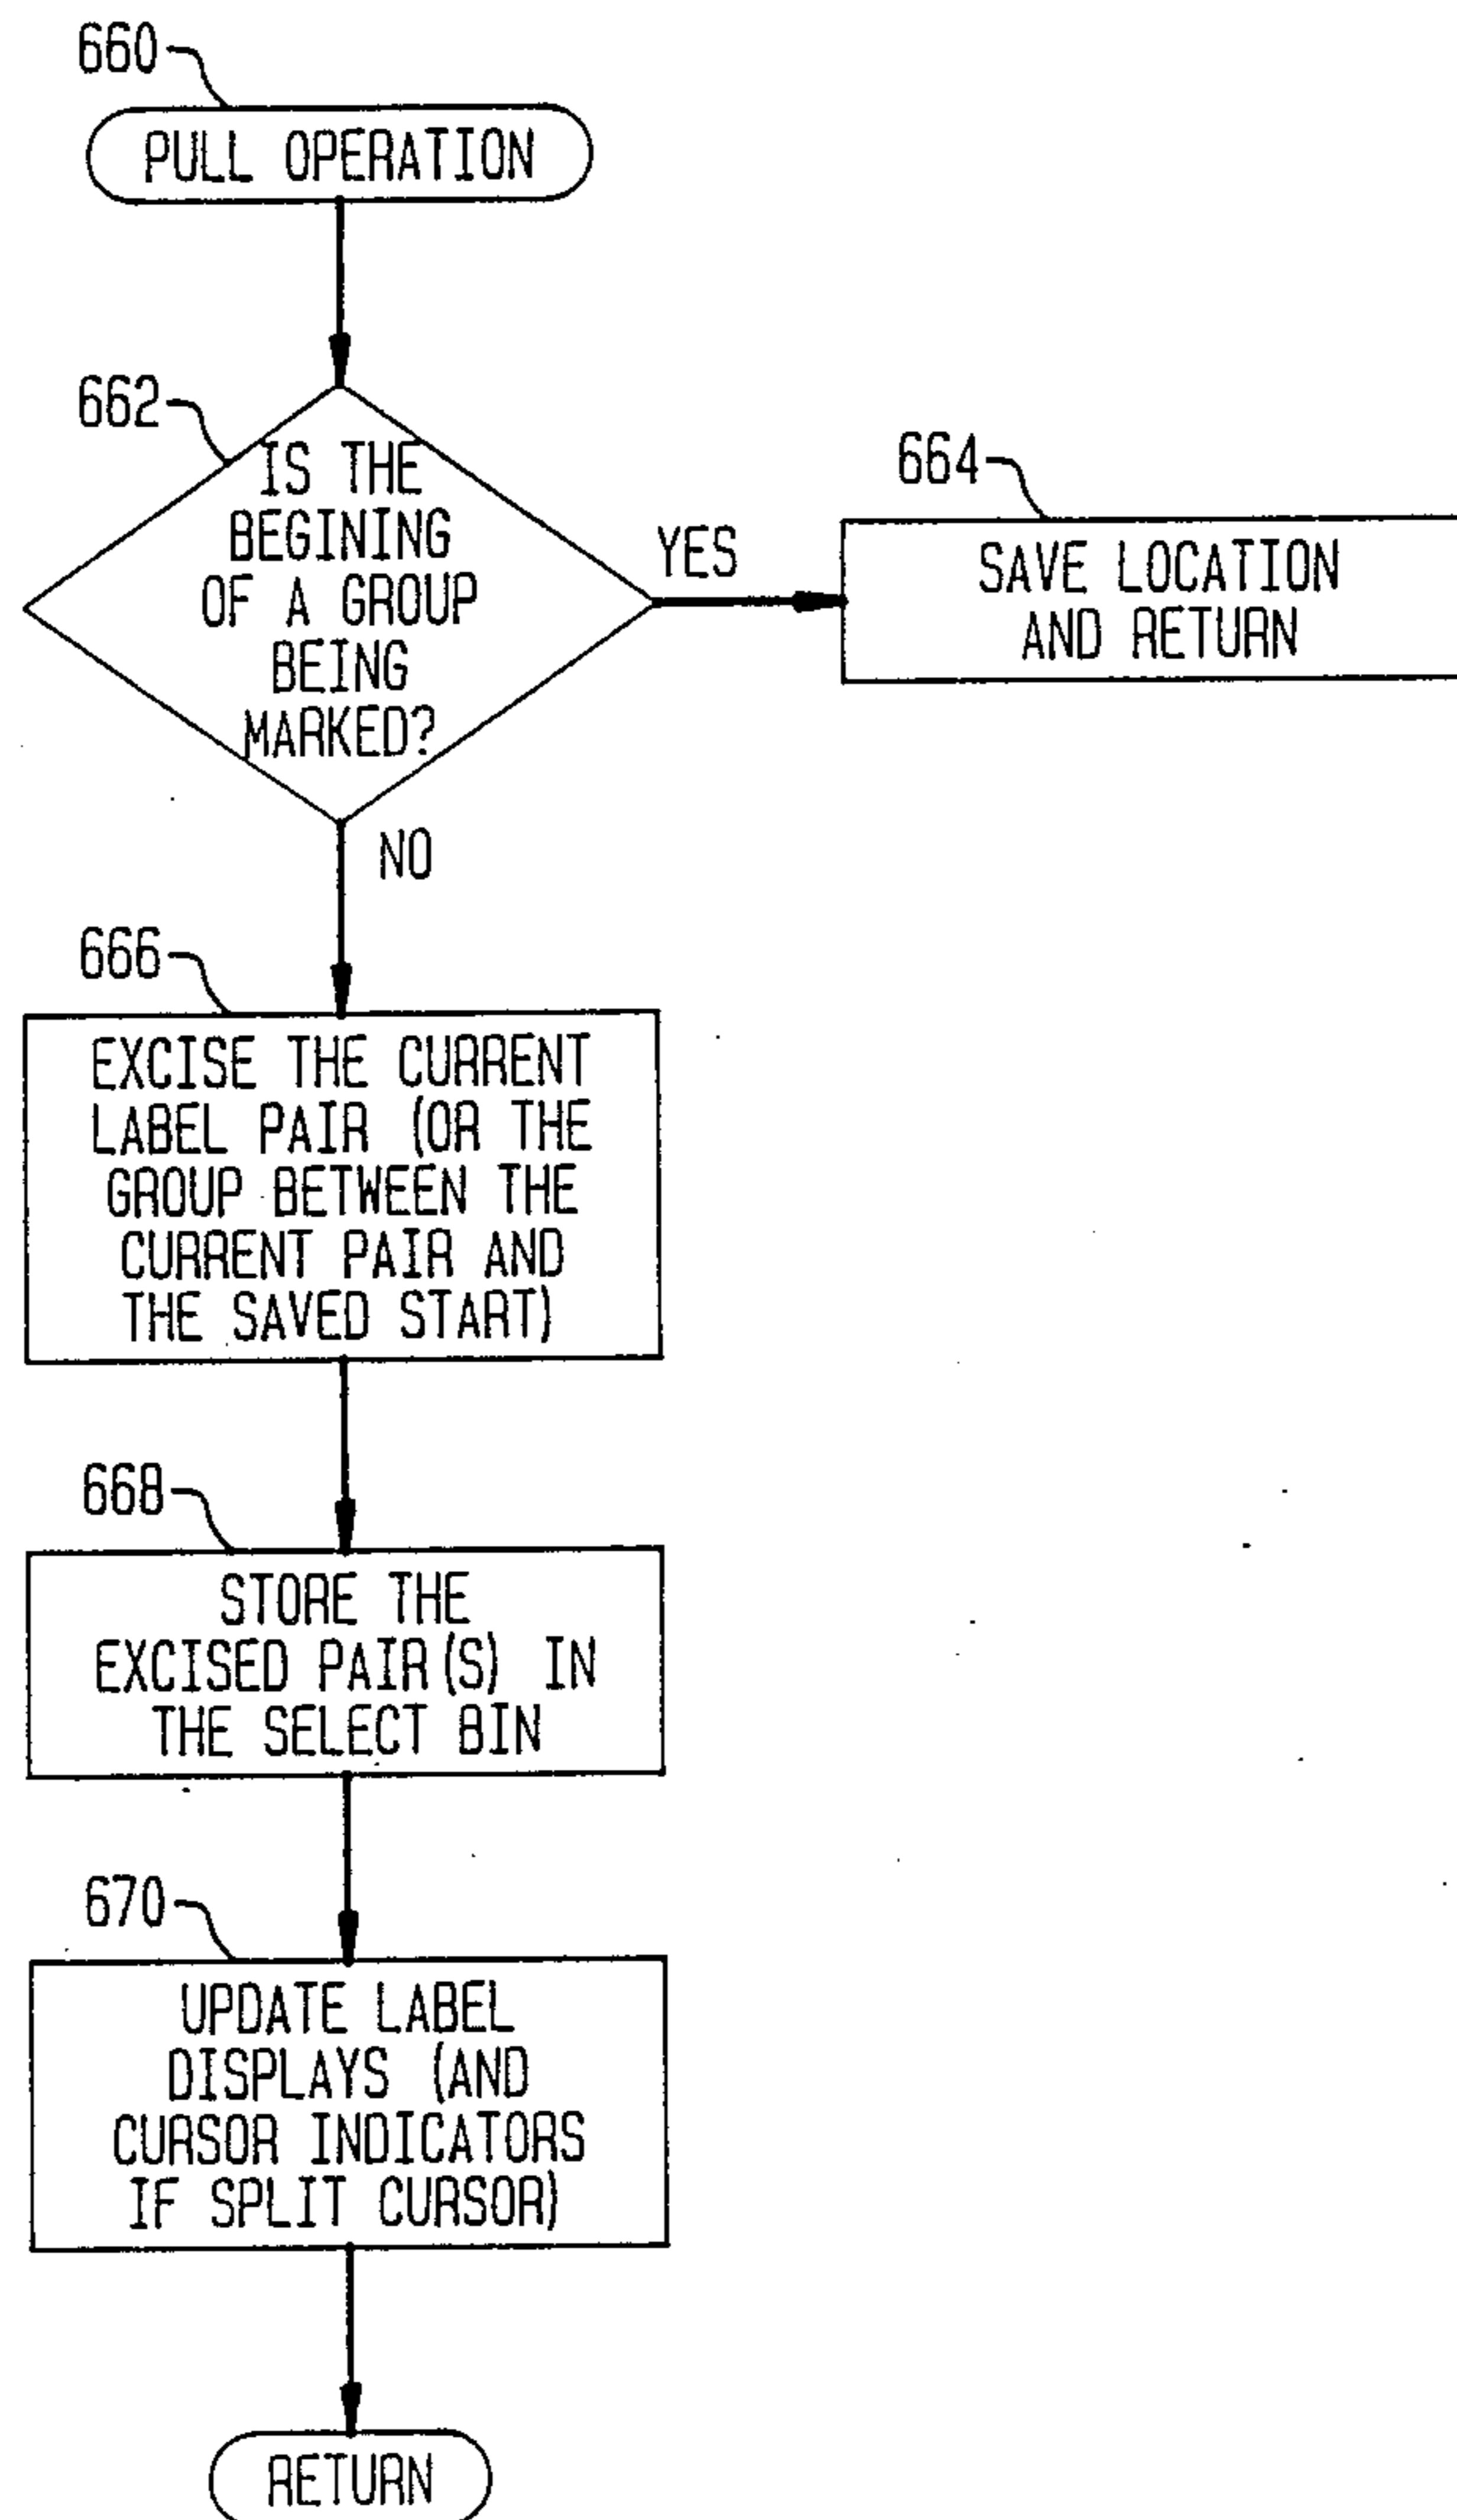 660
PULL OPERATION
662
IS THE
BEGINING
OF A GROUP
BEING
MARKED?
YES
664
SAVE LOCATION
AND RETURN
NO
666
EXCISE THE CURRENT
LABEL PAIR (OR THE
GROUP BETWEEN THE
CURRENT PAIR AND
THE SAVED START)
668
STORE THE
EXCISED PAIR(S) IN
THE SELECT BIN
670
UPDATE LABEL
DISPLAYS (AND
CURSOR INDICATORS
IF SPLIT CURSOR)
RETURN